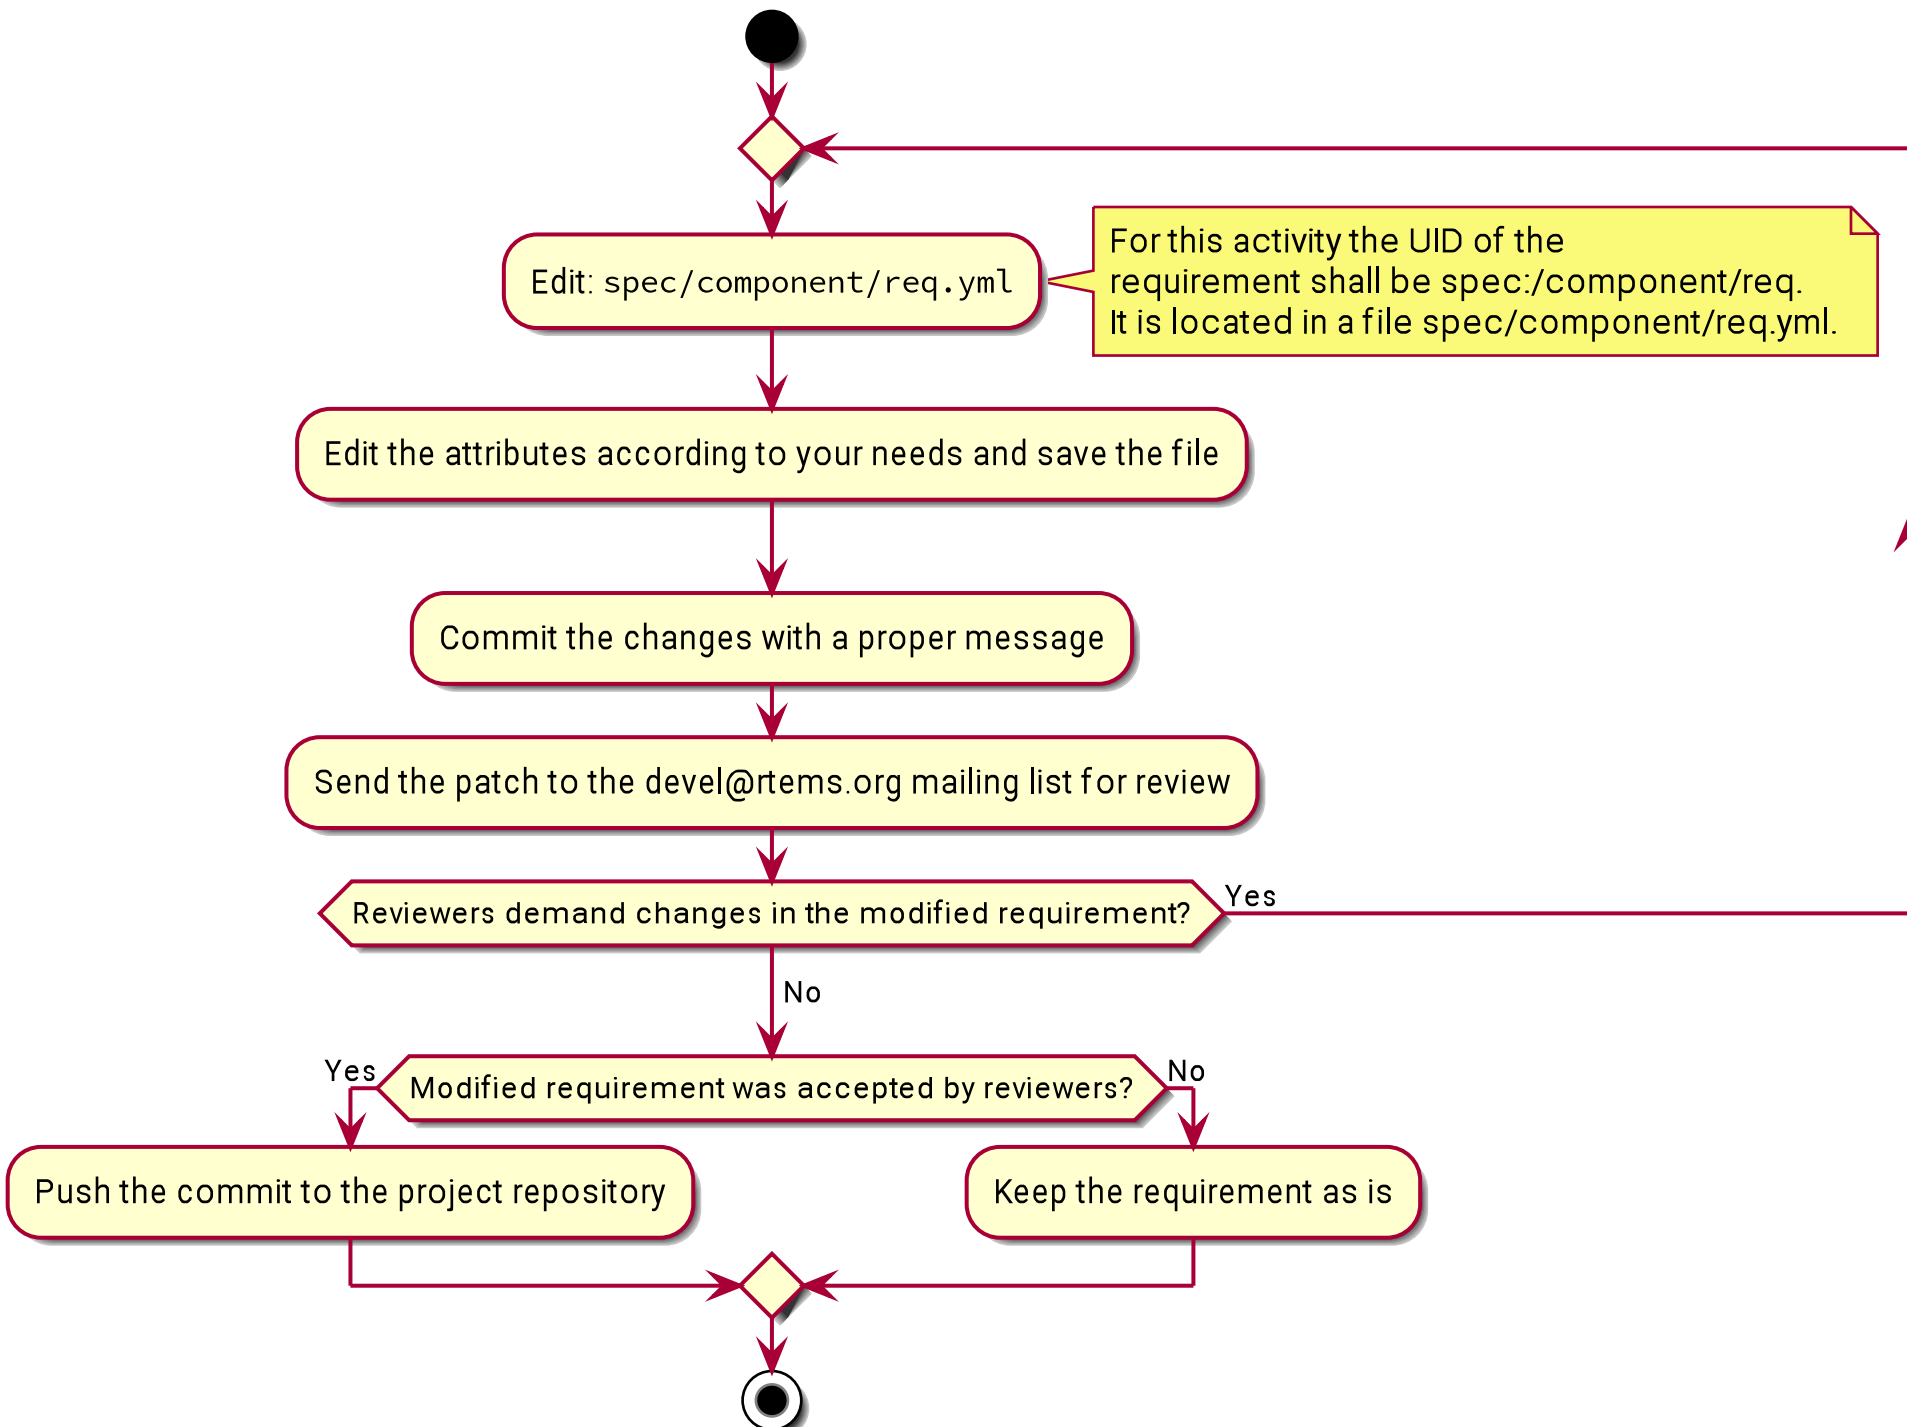 Edit: spec/component/req.yml
For this activity the UID of the
requirement shall be spec:/component/req.
It is located in a file spec/component/req.yml.
Edit the attributes according to your needs and save the file
Commit the changes with a proper message
Send the patch to the devel@rtems.org mailing list for review
Reviewers demand changes in the modified requirement?
Yes
No
Yes
Modified requirement was accepted by reviewers?
No
Push the commit to the project repository
Keep the requirement as is